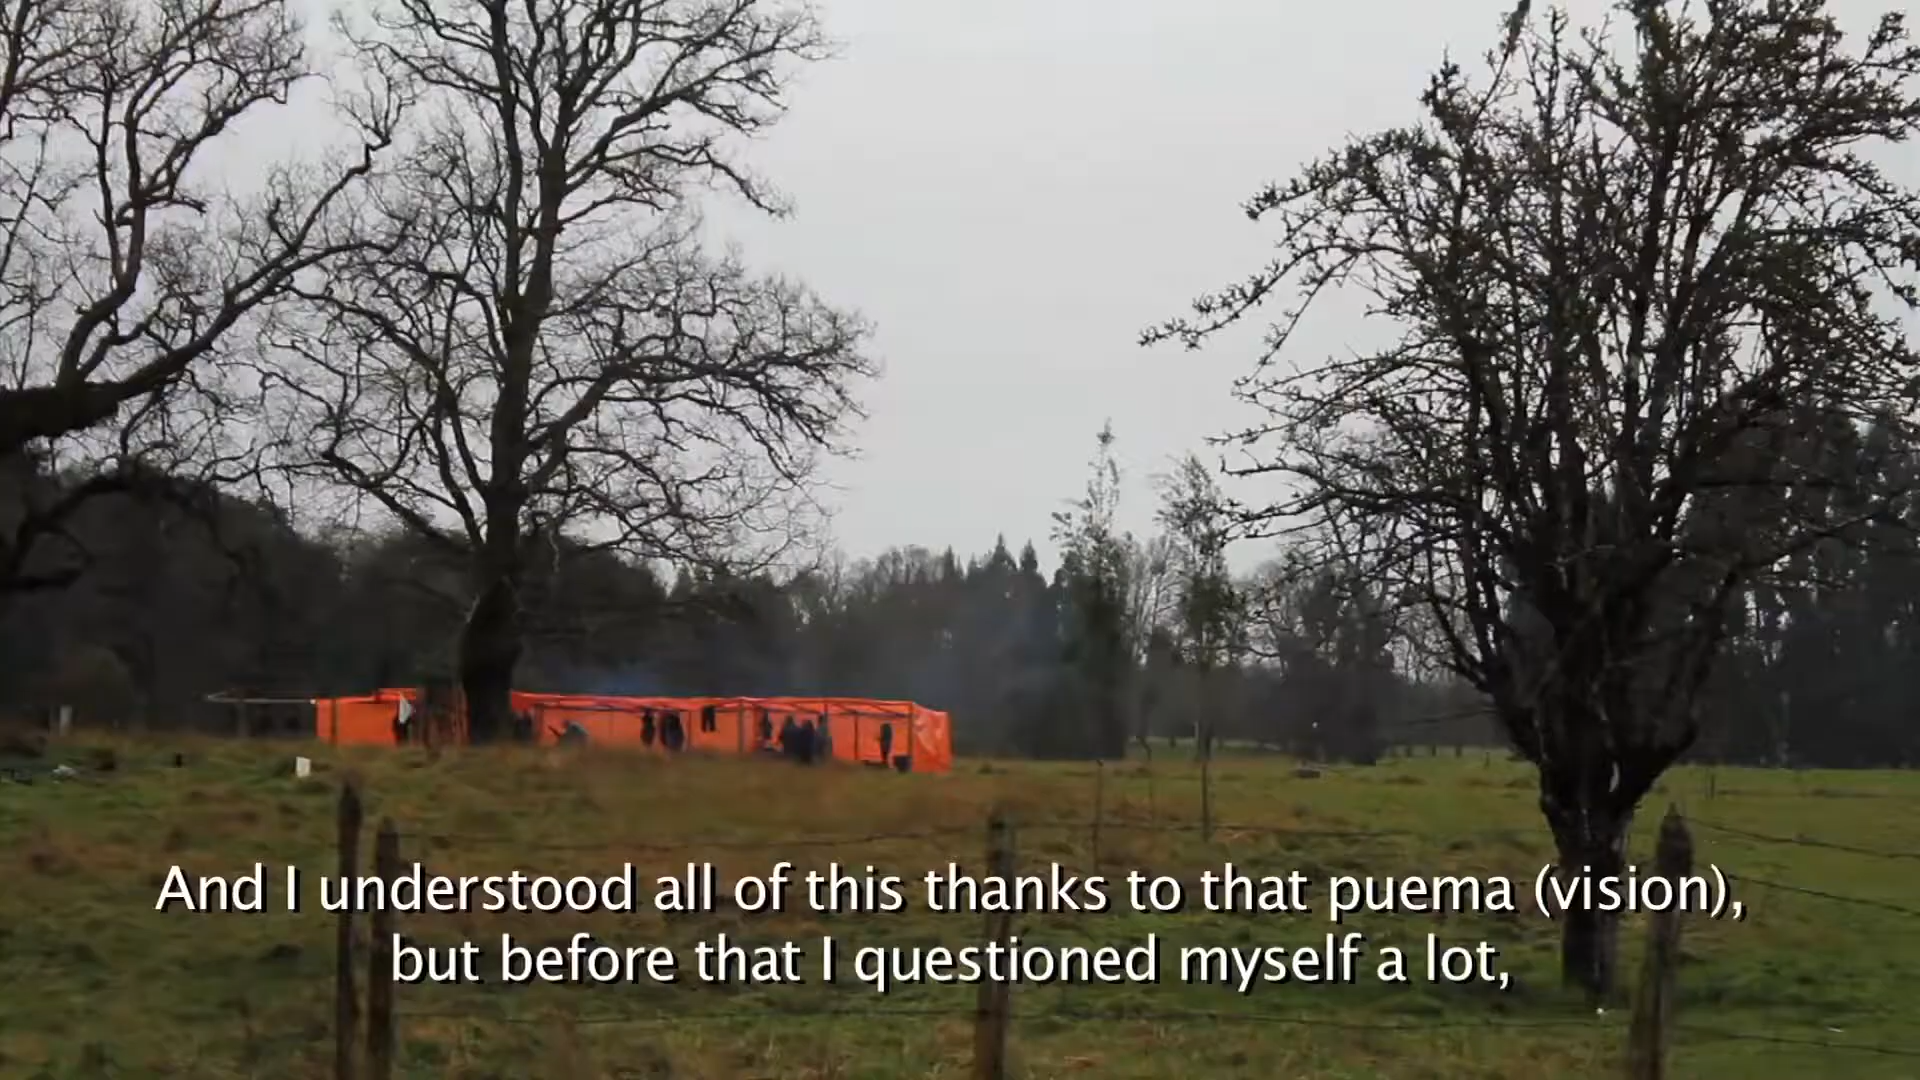 And I understood all of this thanks to that puema (vision),
but before that I questioned myself a lot,